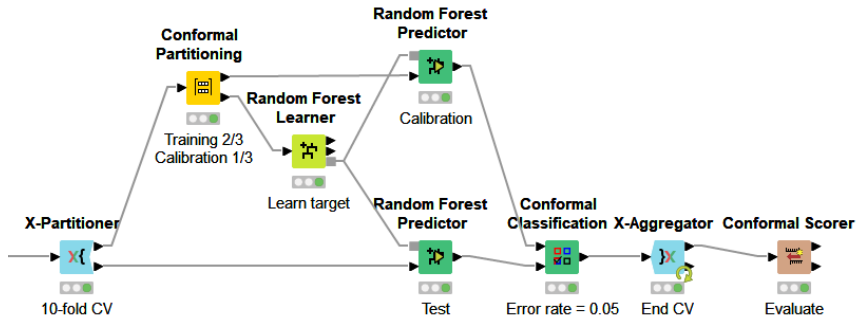 Random Forest
Predictor
Conformal
Partitioning
Random Forest
Learner
Calibration
Training 2/3
Calibration 1/3
Learn target
Random Forest
Predictor
Conformal
Classification
X-Partitioner
X-Aggregator
Conformal Scorer
10-fold CV
Test
Error rate = 0.05
End CV
Evaluate